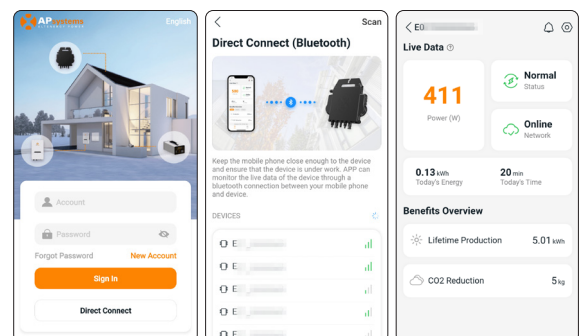 APsystems
English
Account
Password
Forgot Password
New Account
Sign In
Direct Connect
Scan
Direct Connect (Bluetooth)
Keep the mobile phone close enough to the device
and ensure that the device is under work. APP can
monitor the live data of the device through a
bluetooth connection between your mobile phone
and device.
DEVICES
E
E
E
E
E
E0
Live Data
411
Power (W)
Normal
Status
Online
Network
0.13 kWh
Today's Energy
20 min
Today's Time
Benefits Overview
Lifetime Production 5.01 kWh
CO2 Reduction 5 kg